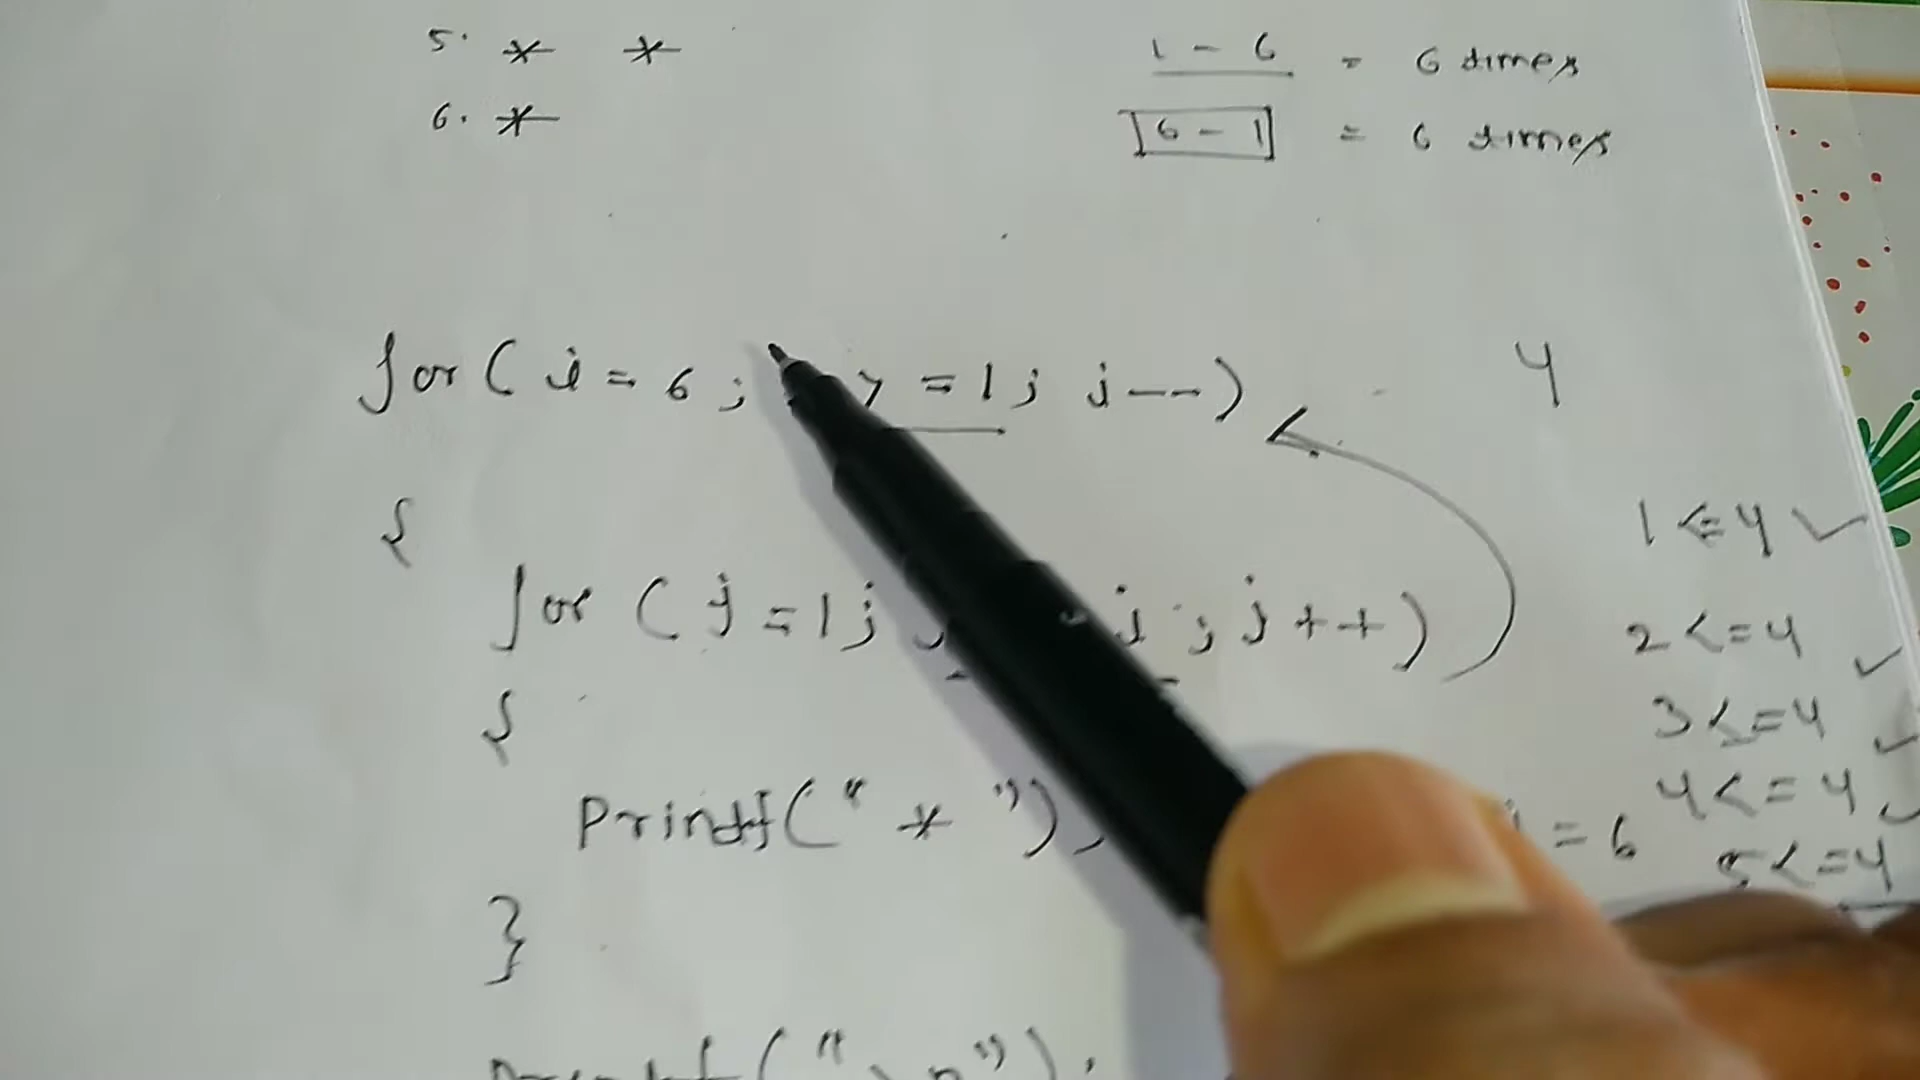 5. * *
6. *
1 - 6 = 6 times
6 - 1 = 6 times
for( i = 6 ; > = 1 ; i -- )
4
{
1 <= 4 ✓
for ( j = 1 ; i ; j + + )
2 <= 4 ✓
{
3 <= 4 ✓
printf( " * " ) ;
4 <= 4 ✓
i = 6
5 <= 4
}
printf ( " \n " ) ;